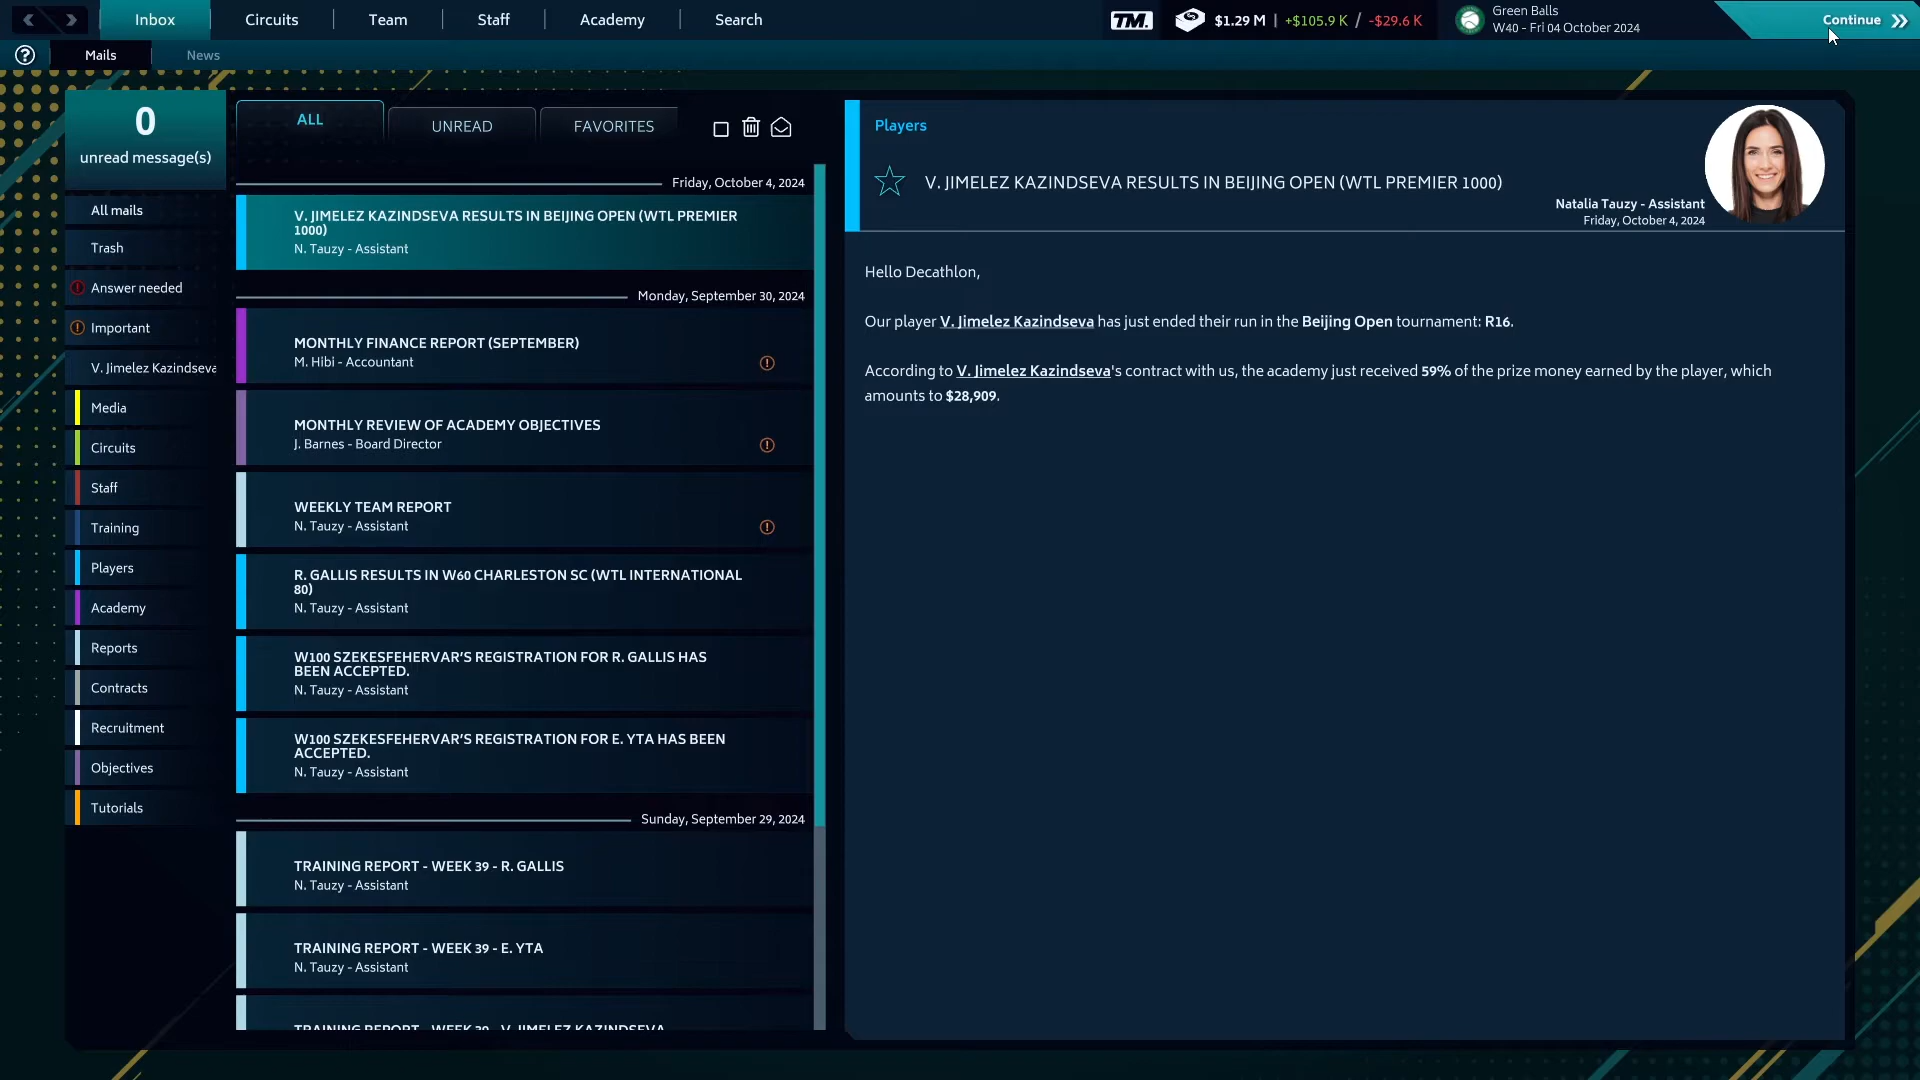 Inbox
Circuits
Team
Staff
Academy
Search
TM.
$1.29 M | +$105.9 K / -$29.6 K
Green Balls
W40 - Fri 04 October 2024
Continue
Mails
News
0
unread message(s)
All mails
Trash
Answer needed
Important
V. Jimelez Kazindseva
Media
Circuits
Staff
Training
Players
Academy
Reports
Contracts
Recruitment
Objectives
Tutorials
ALL
UNREAD
FAVORITES
Friday, October 4, 2024
V. JIMELEZ KAZINDSEVA RESULTS IN BEIJING OPEN (WTL PREMIER
1000)
N. Tauzy - Assistant
Monday, September 30, 2024
MONTHLY FINANCE REPORT (SEPTEMBER)
M. Hibi - Accountant
MONTHLY REVIEW OF ACADEMY OBJECTIVES
J. Barnes - Board Director
WEEKLY TEAM REPORT
N. Tauzy - Assistant
R. GALLIS RESULTS IN W60 CHARLESTON SC (WTL INTERNATIONAL
80)
N. Tauzy - Assistant
W100 SZEKESFEHERVAR'S REGISTRATION FOR R. GALLIS HAS
BEEN ACCEPTED.
N. Tauzy - Assistant
W100 SZEKESFEHERVAR'S REGISTRATION FOR E. YTA HAS BEEN
ACCEPTED.
N. Tauzy - Assistant
Sunday, September 29, 2024
TRAINING REPORT - WEEK 39 - R. GALLIS
N. Tauzy - Assistant
TRAINING REPORT - WEEK 39 - E. YTA
N. Tauzy - Assistant
TRAINING REPORT - WEEK 39 - V. JIMELEZ KAZINDSEVA
Players
V. JIMELEZ KAZINDSEVA RESULTS IN BEIJING OPEN (WTL PREMIER 1000)
Natalia Tauzy - Assistant
Friday, October 4, 2024
Hello Decathlon,
Our player V. Jimelez Kazindseva has just ended their run in the Beijing Open tournament: R16.
According to V. Jimelez Kazindseva's contract with us, the academy just received 59% of the prize money earned by the player, which
amounts to $28,909.